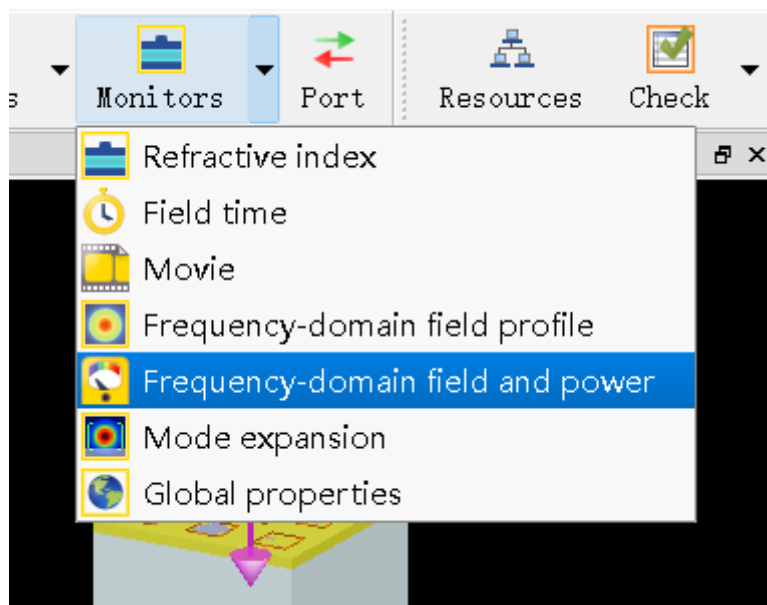 s
Monitors
Port
Resources
Check
Refractive index
Field time
Movie
Frequency-domain field profile
Frequency-domain field and power
Mode expansion
Global properties